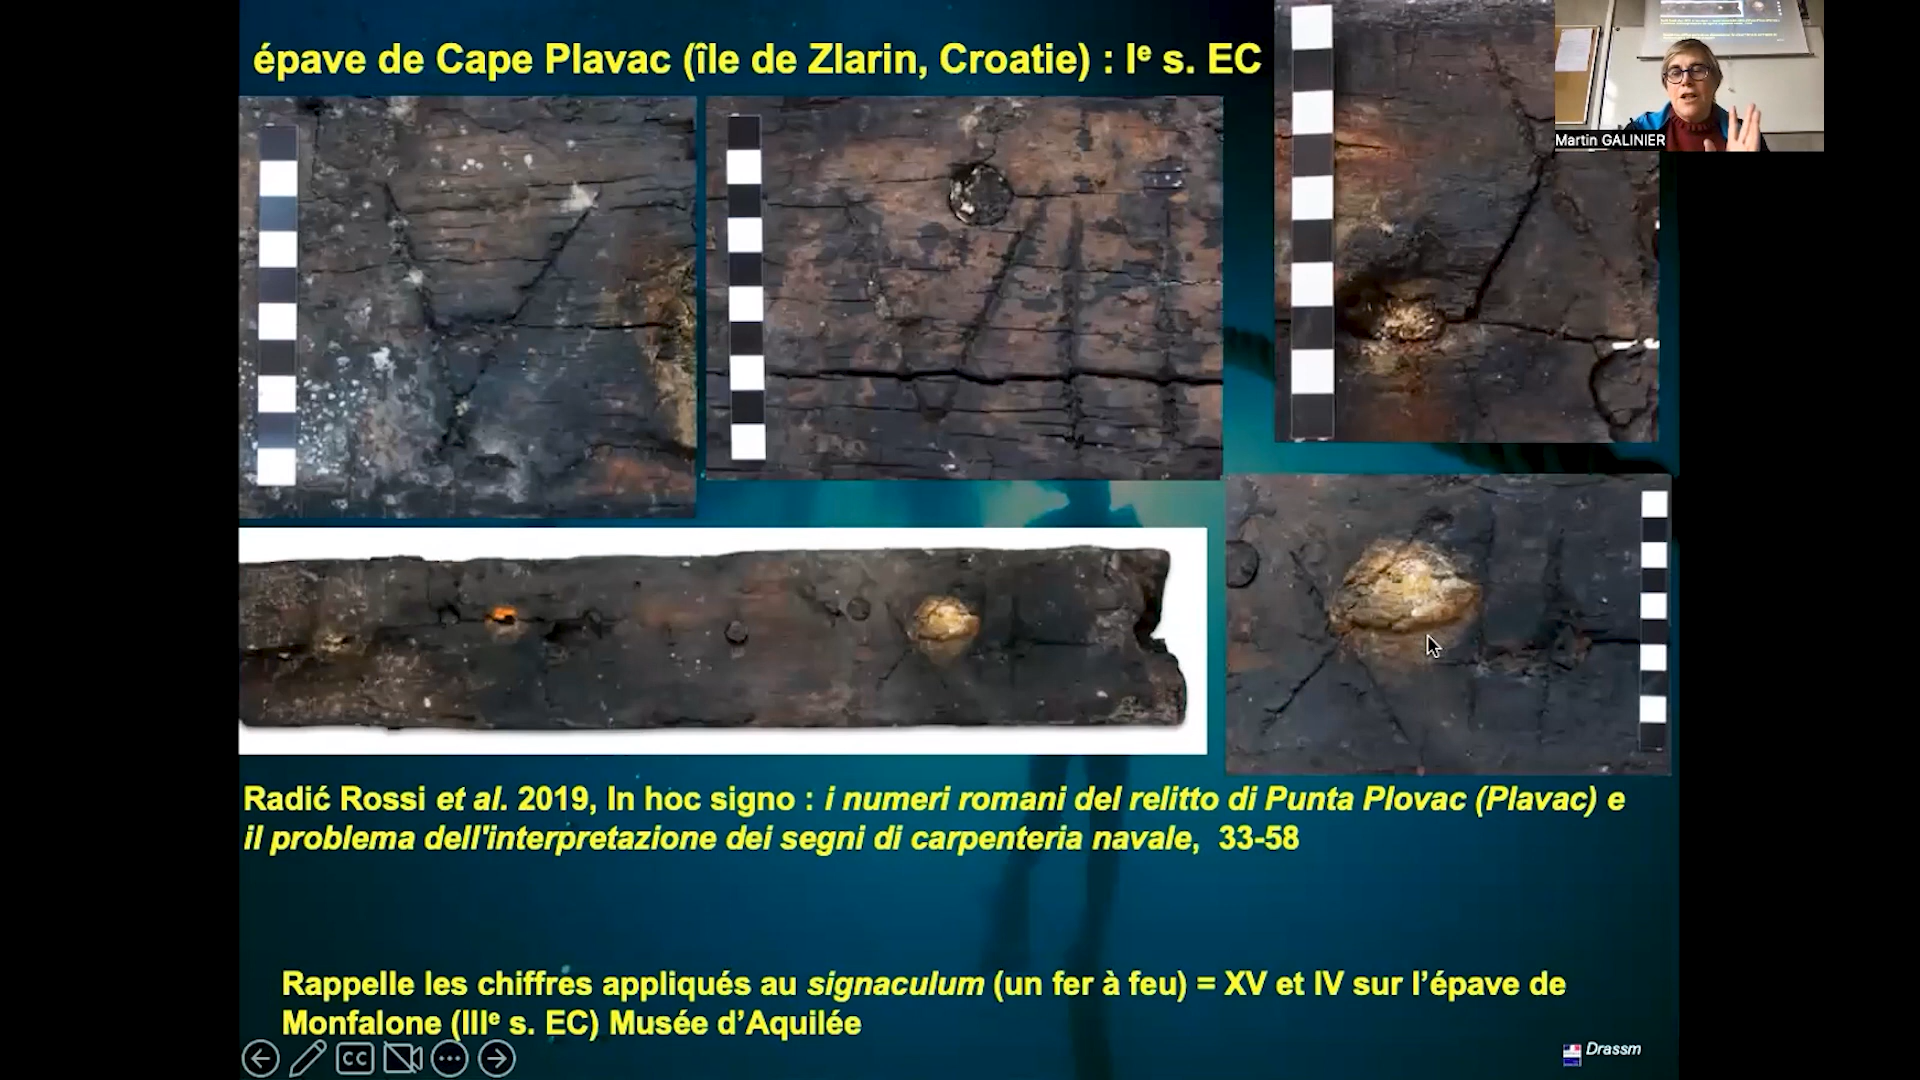 épave de Cape Plavac (île de Zlarin, Croatie) : Iᵉ s. EC
Martin GALINIER
Radić Rossi et al. 2019, In hoc signo : i numeri romani del relitto di Punta Plovac (Plavac) e
il problema dell'interpretazione dei segni di carpenteria navale, 33-58
Rappelle les chiffres appliqués au signaculum (un fer à feu) = XV et IV sur l’épave de
Monfalone (IIIᵉ s. EC) Musée d’Aquilée
CC
Drassm